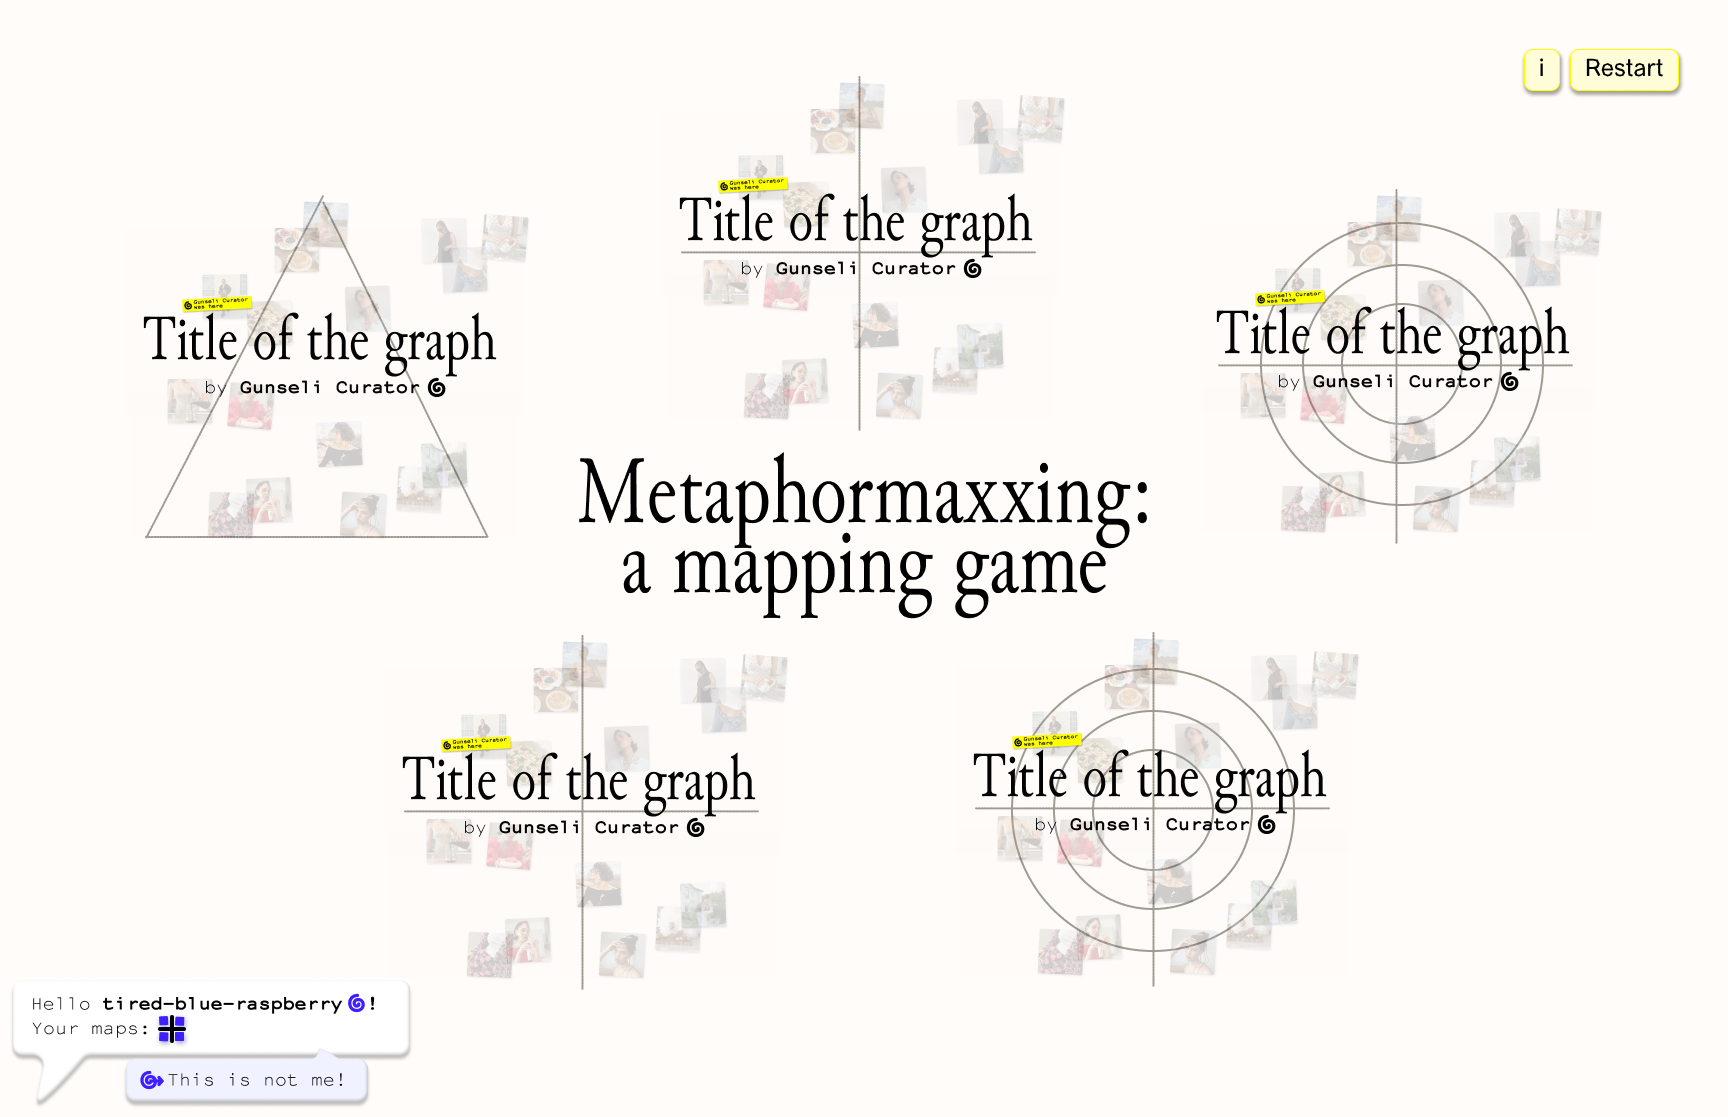 i
Restart
Gunseli Curator
was here
Title of the graph
by Gunseli Curator
Gunseli Curator
was here
Title of the graph
by Gunseli Curator
Gunseli Curator
was here
Title of the graph
by Gunseli Curator
Metaphormaxxing:
a mapping game
Gunseli Curator
was here
Title of the graph
by Gunseli Curator
Gunseli Curator
was here
Title of the graph
by Gunseli Curator
Hello tired-blue-raspberry!
Your maps:
This is not me!